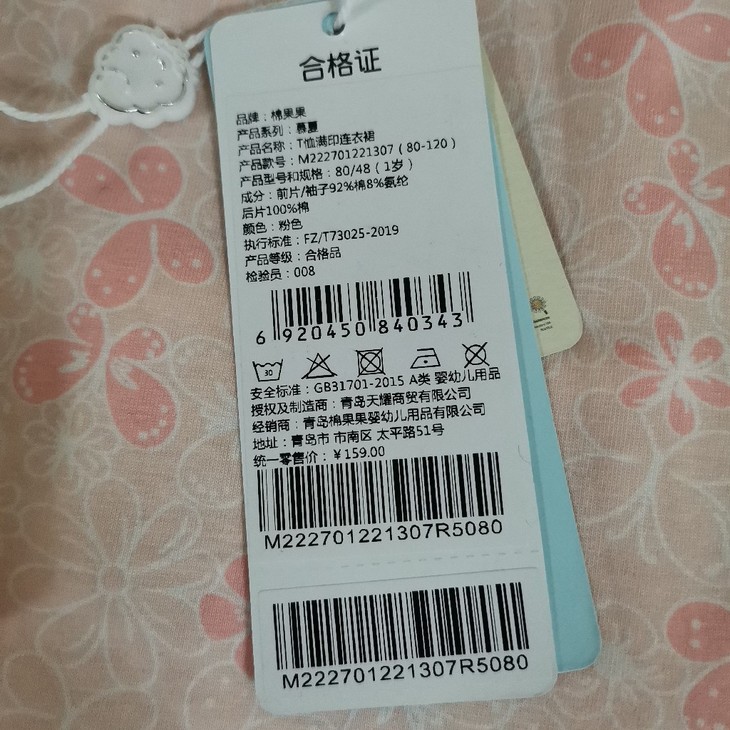 合格证
品牌：棉果果
产品系列：慕夏
产品名称：T恤满印连衣裙
产品款号：M222701221307（80-120）
产品型号和规格：80/48（1岁）
成分：前片/袖子92%棉8%氨纶
后片100%棉
颜色：粉色
执行标准：FZ/T73025-2019
产品等级：合格品
检验员：008
6 920450 840343
30
安全标准：GB31701-2015 A类 婴幼儿用品
授权及制造商：青岛天耀商贸有限公司
经销商：青岛棉果果婴幼儿用品有限公司
地址：青岛市 市南区 太平路51号
统一零售价：￥159.00
M222701221307R5080
M222701221307R5080